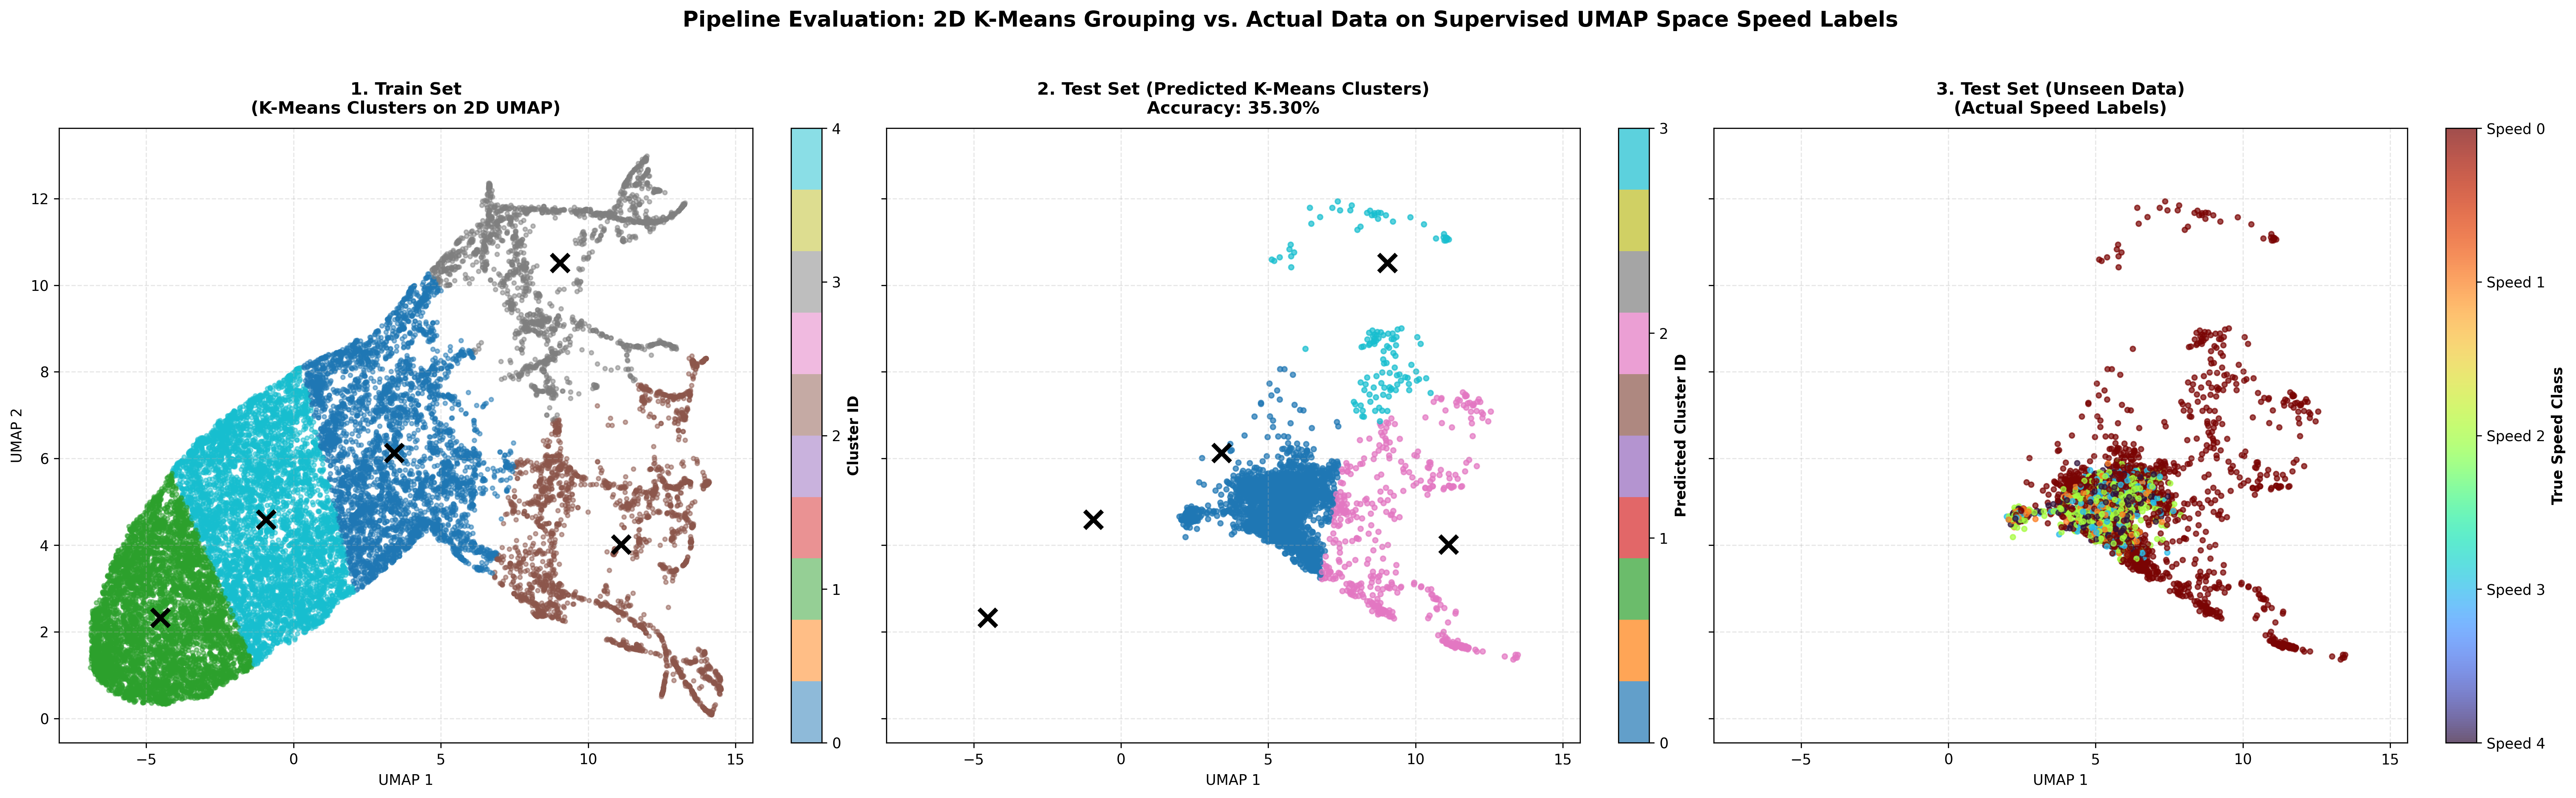 Pipeline Evaluation: 2D K-Means Grouping vs. Actual Data on Supervised UMAP Space Speed Labels
1. Train Set
(K-Means Clusters on 2D UMAP)
12
10
8
6
4
2
0
UMAP 2
−5
0
5
10
15
UMAP 1
4
3
2
1
0
Cluster ID
2. Test Set (Predicted K-Means Clusters)
Accuracy: 35.30%
−5
0
5
10
15
UMAP 1
3
2
1
0
Predicted Cluster ID
3. Test Set (Unseen Data)
(Actual Speed Labels)
−5
0
5
10
15
UMAP 1
Speed 0
Speed 1
Speed 2
Speed 3
Speed 4
True Speed Class